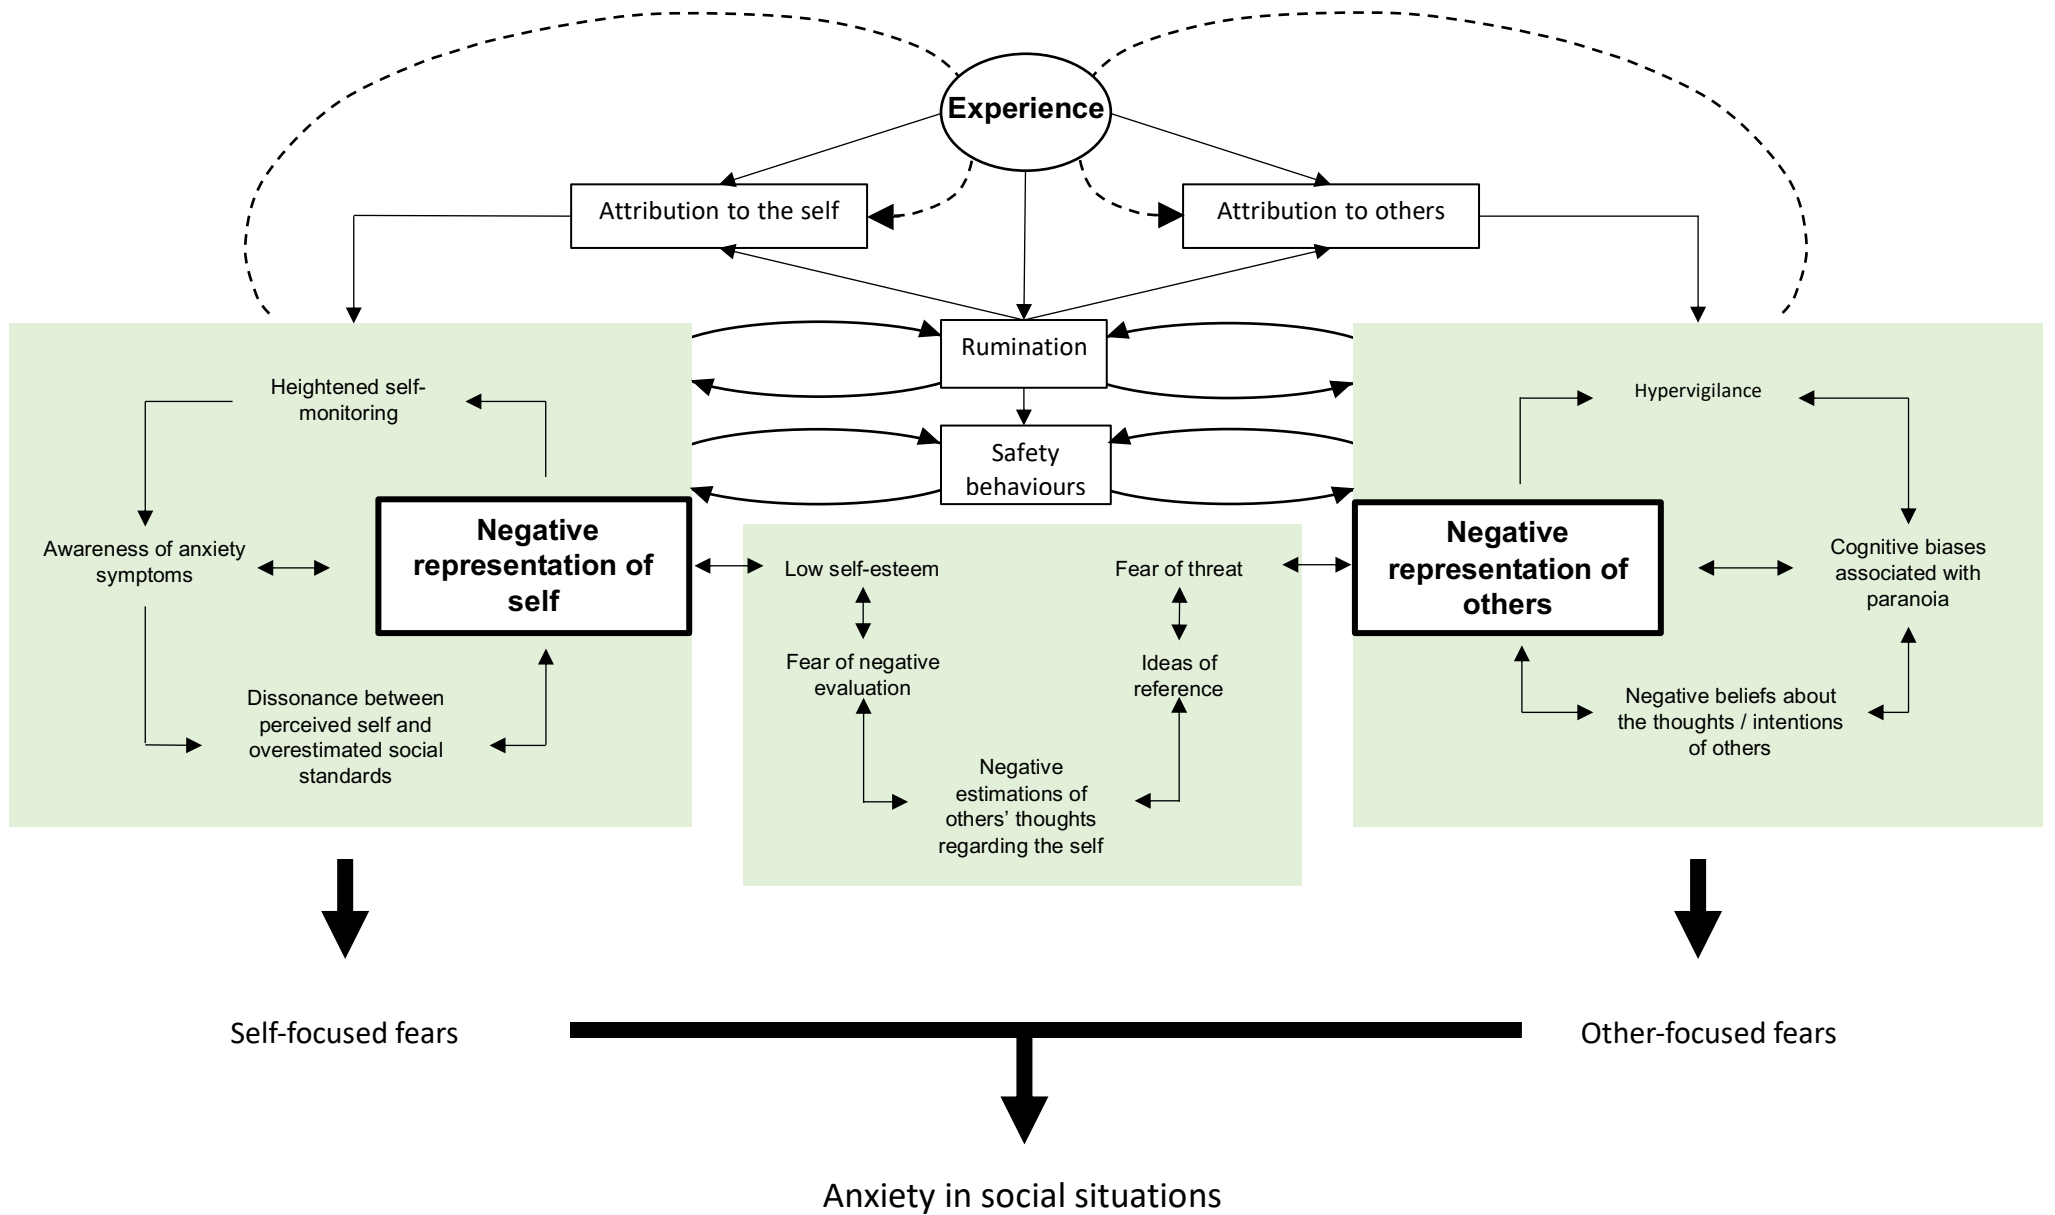 Experience
Attribution to the self
Attribution to others
Rumination
Safety
behaviours
Heightened self-
monitoring
Awareness of anxiety
symptoms
Negative
representation of
self
Dissonance between
perceived self and
overestimated social
standards
Low self-esteem
Fear of threat
Fear of negative
evaluation
Ideas of
reference
Negative
estimations of
others’ thoughts
regarding the self
Hypervigilance
Negative
representation of
others
Cognitive biases
associated with
paranoia
Negative beliefs about
the thoughts / intentions
of others
Self-focused fears
Other-focused fears
Anxiety in social situations